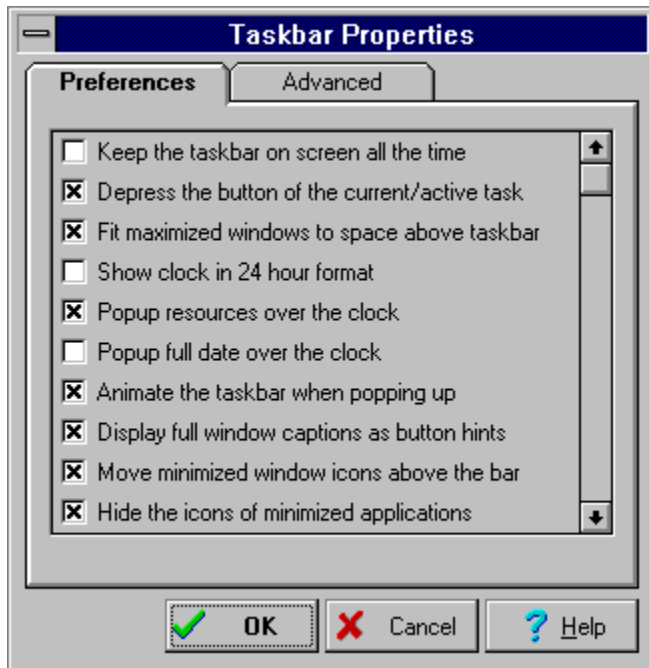 Taskbar Properties
Preferences
Advanced
Keep the taskbar on screen all the time
Depress the button of the current/active task
Fit maximized windows to space above taskbar
Show clock in 24 hour format
Popup resources over the clock
Popup full date over the clock
Animate the taskbar when popping up
Display full window captions as button hints
Move minimized window icons above the bar
Hide the icons of minimized applications
OK
Cancel
Help